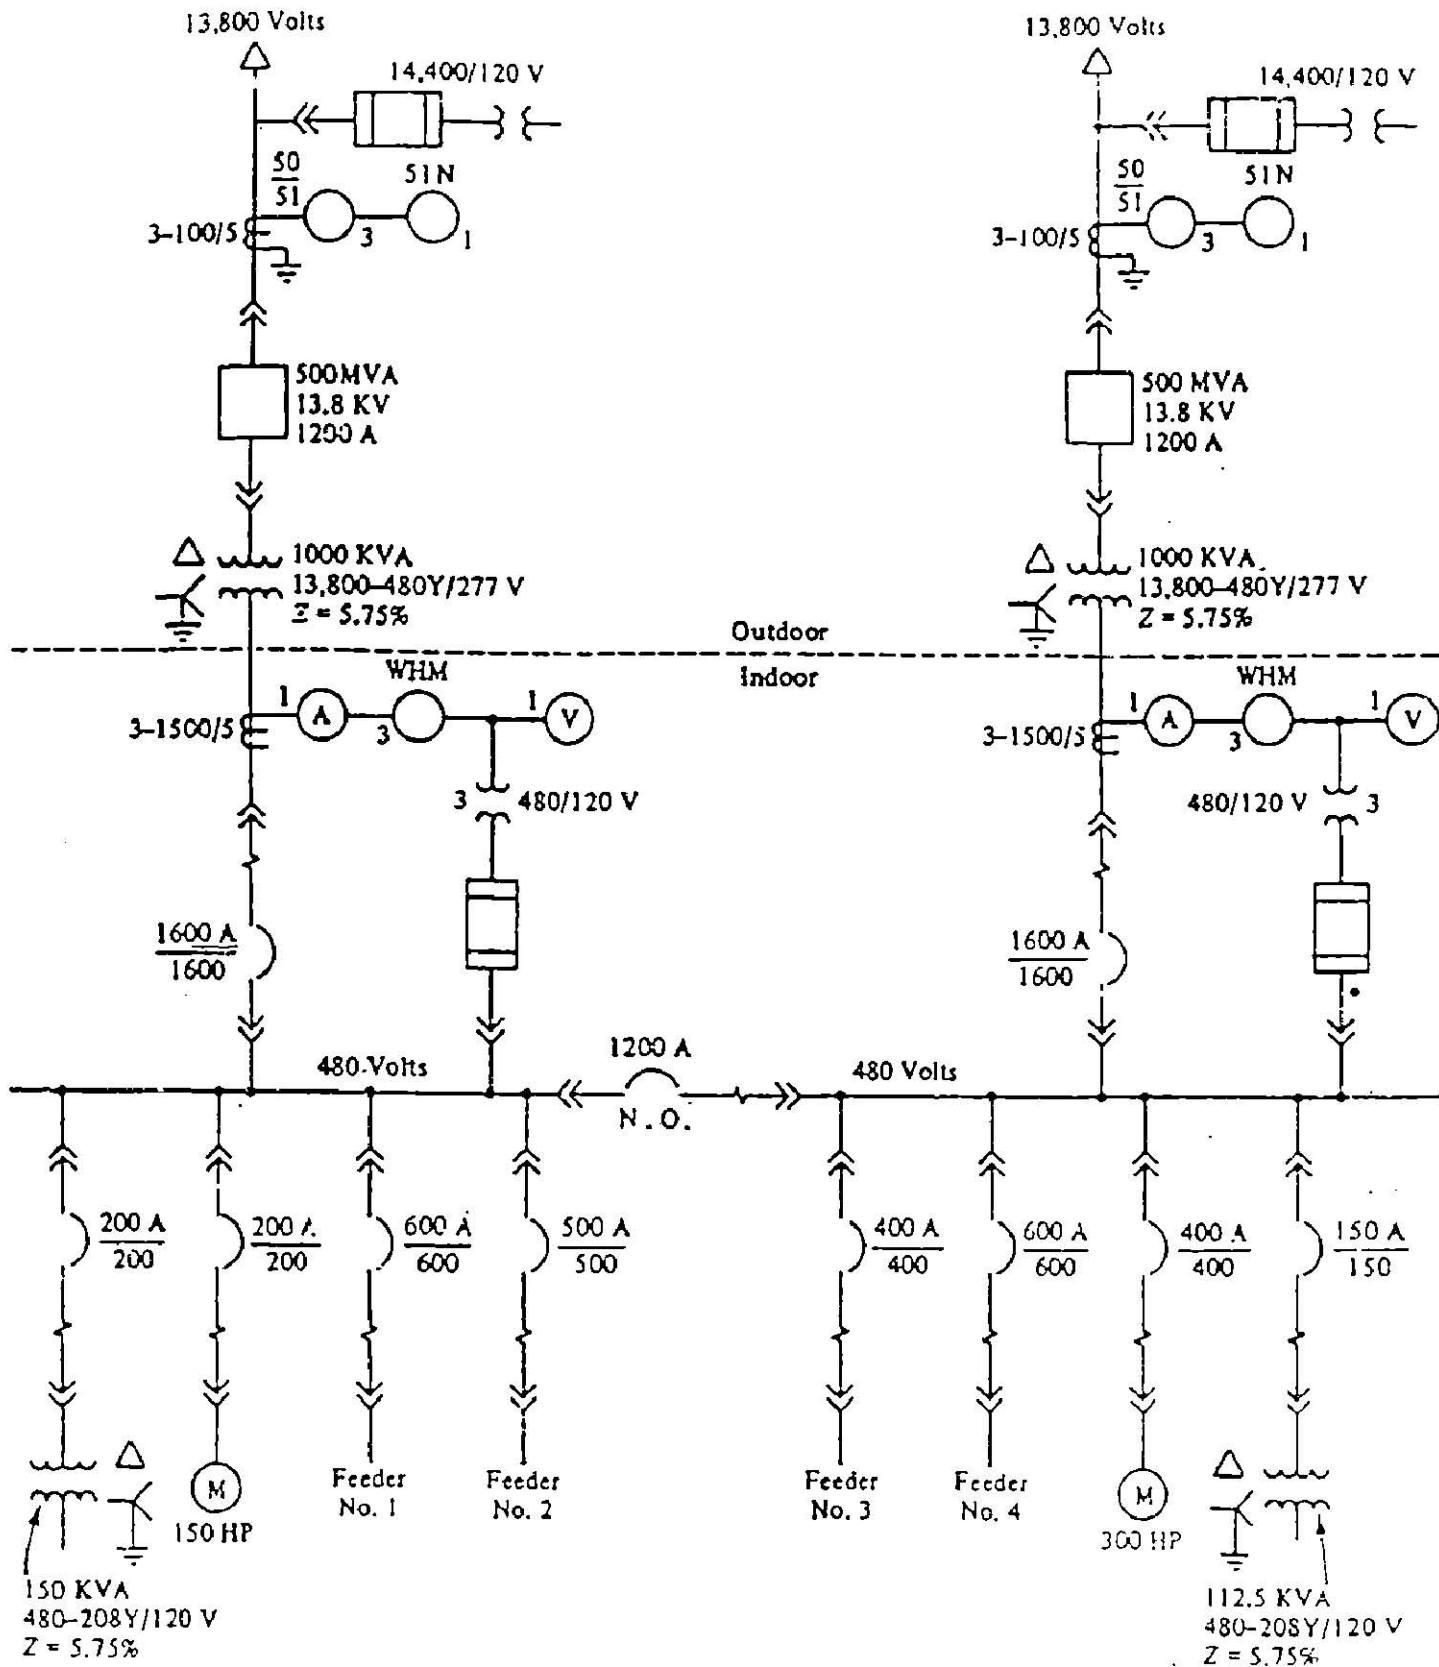 13,800 Volts
14,400/120 V
50
51
51N
3-100/5
3
1
500MVA
13.8 KV
1200 A
1000 KVA
13,800-480Y/277 V
Z = 5.75%
13,800 Volts
14,400/120 V
50
51
51N
3-100/5
3
1
500 MVA
13.8 KV
1200 A
1000 KVA
13,800-480Y/277 V
Z = 5.75%
Outdoor
Indoor
WHM
1
A
3
V
1
3-1500/5
3
480/120 V
1600 A
1600
WHM
1
A
3
V
1
3-1500/5
480/120 V
3
1600 A
1600
480 Volts
1200 A
N.O.
480 Volts
200 A
200
200 A
200
600 A
600
500 A
500
400 A
400
600 A
600
400 A
400
150 A
150
M
150 HP
Feeder
No. 1
Feeder
No. 2
Feeder
No. 3
Feeder
No. 4
M
300 HP
150 KVA
480-208Y/120 V
Z = 5.75%
112.5 KVA
480-208Y/120 V
Z = 5.75%